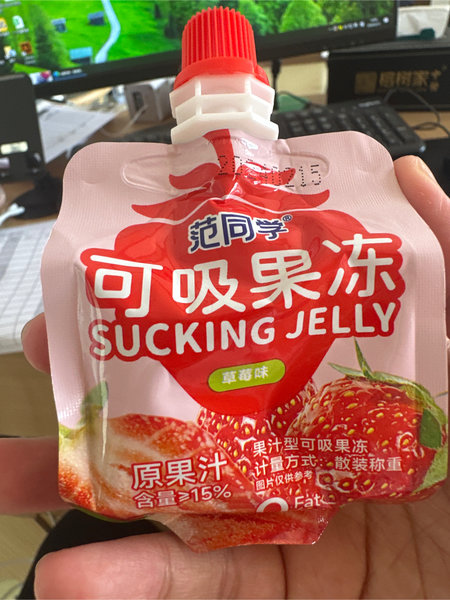 范同学®
可吸果冻
SUCKING JELLY
草莓味
原果汁
含量≥15%
果汁型可吸果冻
计量方式：散装称重
图片仅供参考